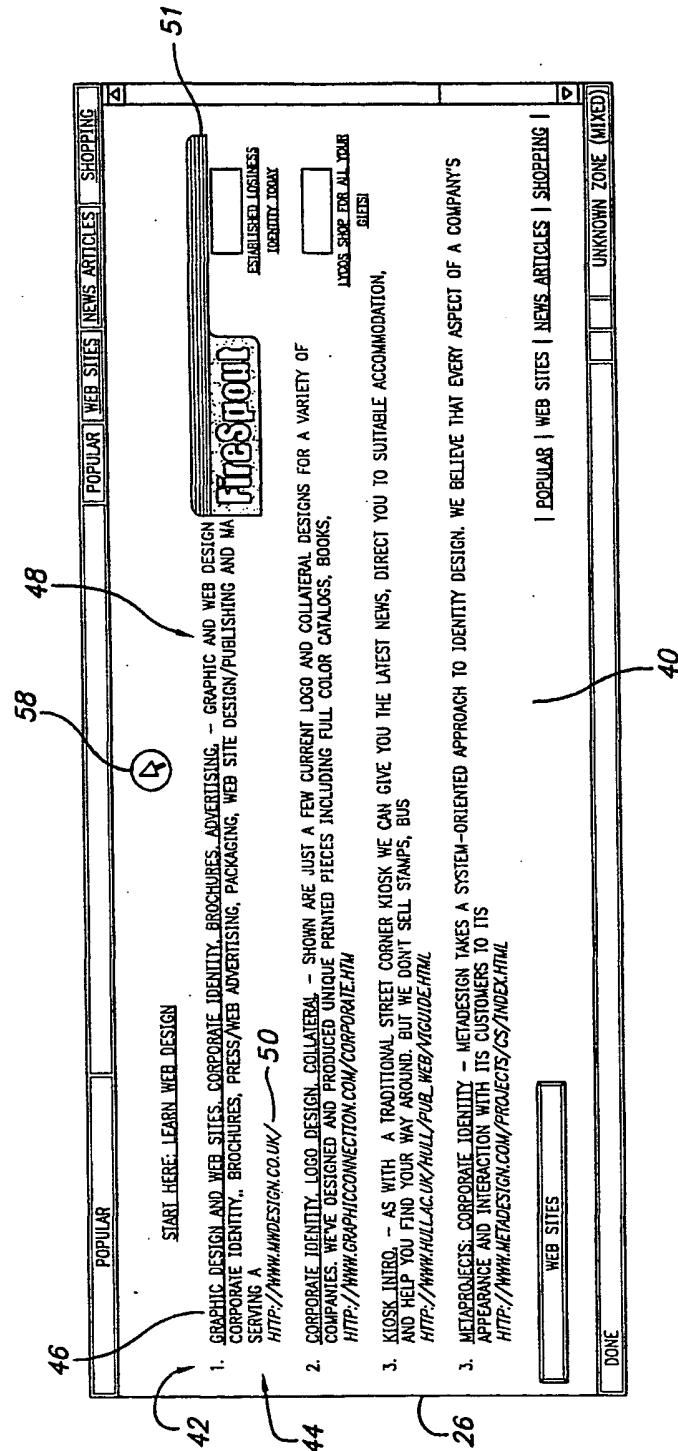 58
48
51
POPULAR
POPULAR
WEB SITES
NEWS ARTICLES
SHOPPING
START HERE: LEARN WEB DESIGN
46
42
1. GRAPHIC DESIGN AND WEB SITES, CORPORATE IDENTITY, BROCHURES, ADVERTISING, - GRAPHIC AND WEB DESIGN
CORPORATE IDENTITY,, BROCHURES, PRESS/WEB ADVERTISING, PACKAGING, WEB SITE DESIGN/PUBLISHING AND MA
SERVING A
HTTP://WWW.MWDESIGN.CO.UK/
50
44
FireSpout
ESTABLISHED LOSINESS
IDENTITY TODAY
2. CORPORATE IDENTITY, LOGO DESIGN, COLLATERAL - SHOWN ARE JUST A FEW CURRENT LOGO AND COLLATERAL DESIGNS FOR A VARIETY OF
COMPANIES. WE'VE DESIGNED AND PRODUCED UNIQUE PRINTED PIECES INCLUDING FULL COLOR CATALOGS, BOOKS,
HTTP://WWW.GRAPHICCONNECTION.COM/CORPORATE.HTM
LYCOS SHOP FOR ALL YOUR
GIFTS!
3. KIOSK INTRO, - AS WITH A TRADITIONAL STREET CORNER KIOSK WE CAN GIVE YOU THE LATEST NEWS, DIRECT YOU TO SUITABLE ACCOMMODATION,
AND HELP YOU FIND YOUR WAY AROUND. BUT WE DON'T SELL STAMPS, BUS
HTTP://WWW.HULLAC.UK/HULL/PUB_WEB/VIGUIDE.HTML
3. METAPROJECTS: CORPORATE IDENTITY - METADESIGN TAKES A SYSTEM-ORIENTED APPROACH TO IDENTITY DESIGN. WE BELIEVE THAT EVERY ASPECT OF A COMPANY'S
APPEARANCE AND INTERACTION WITH ITS CUSTOMERS TO ITS
HTTP://WWW.METADESIGN.COM/PROJECTS/CS/INDEX.HTML
26
WEB SITES
| POPULAR | WEB SITES | NEWS ARTICLES | SHOPPING |
DONE
UNKNOWN ZONE (MIXED)
40